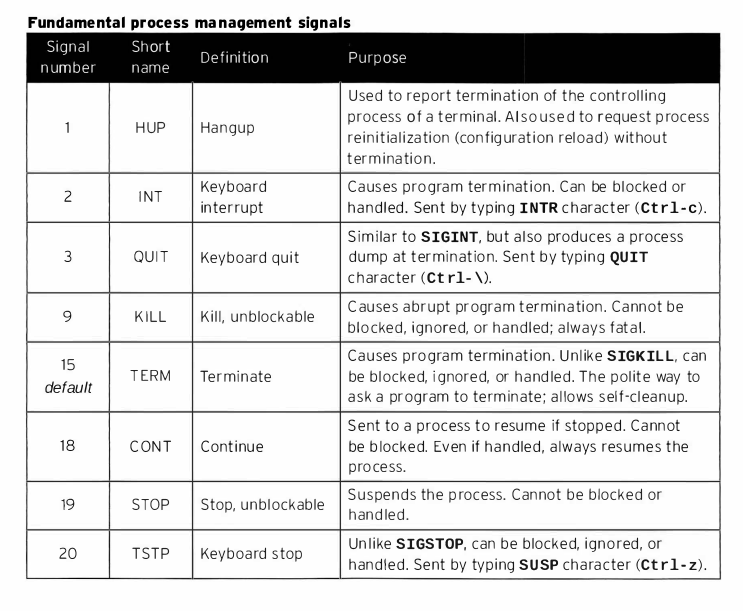 Fundamental process management signals
Signal number | Short name | Definition | Purpose
1 | HUP | Hangup | Used to report termination of the controlling
process of a terminal. Also used to request process
reinitialization (configuration reload) without
termination.
2 | INT | Keyboard interrupt | Causes program termination. Can be blocked or
handled. Sent by typing INTR character (Ctrl-c).
3 | QUIT | Keyboard quit | Similar to SIGINT, but also produces a process
dump at termination. Sent by typing QUIT
character (Ctrl-\).
9 | KILL | Kill, unblockable | Causes abrupt program termination. Cannot be
blocked, ignored, or handled; always fatal.
15 default | TERM | Terminate | Causes program termination. Unlike SIGKILL, can
be blocked, ignored, or handled. The polite way to
ask a program to terminate; allows self-cleanup.
18 | CONT | Continue | Sent to a process to resume if stopped. Cannot
be blocked. Even if handled, always resumes the
process.
19 | STOP | Stop, unblockable | Suspends the process. Cannot be blocked or
handled.
20 | TSTP | Keyboard stop | Unlike SIGSTOP, can be blocked, ignored, or
handled. Sent by typing SUSP character (Ctrl-z).